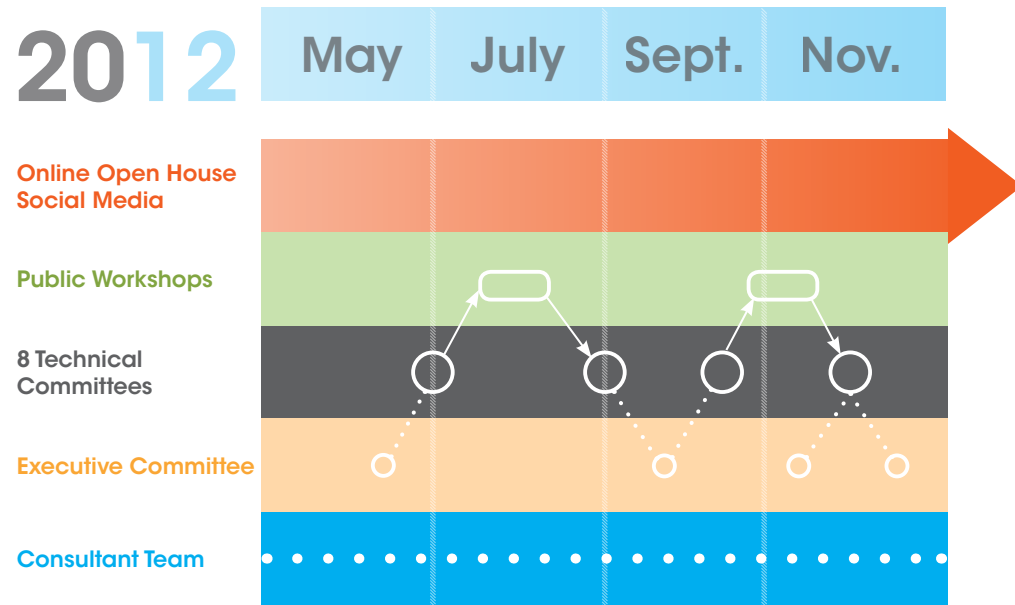 2012
May July Sept. Nov.
Online Open House
Social Media
Public Workshops
8 Technical
Committees
Executive Committee
Consultant Team